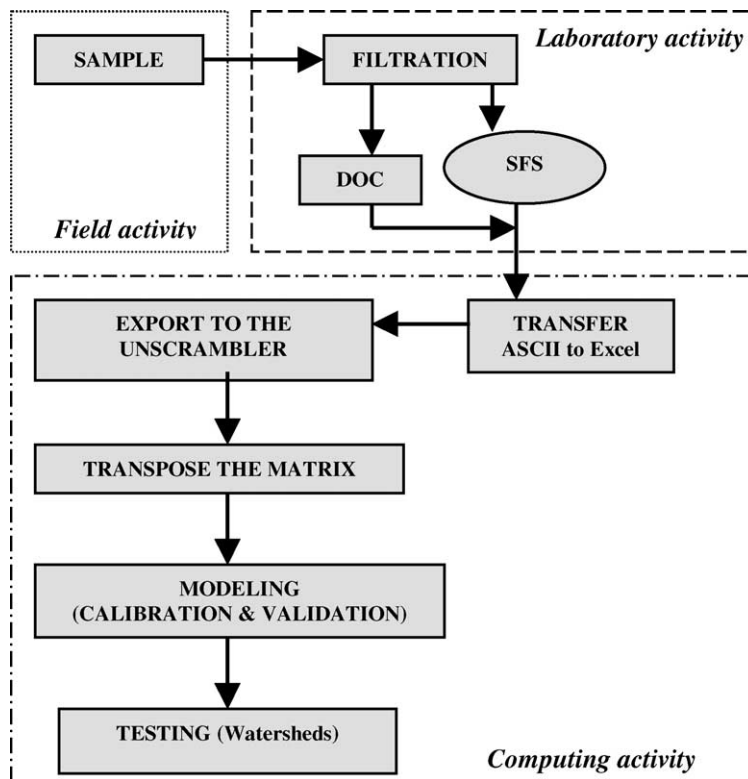 Laboratory activity
SAMPLE
FILTRATION
DOC
SFS
Field activity
EXPORT TO THE
UNSCRAMBLER
TRANSFER
ASCII to Excel
TRANSPOSE THE MATRIX
MODELING
(CALIBRATION & VALIDATION)
TESTING (Watersheds)
Computing activity